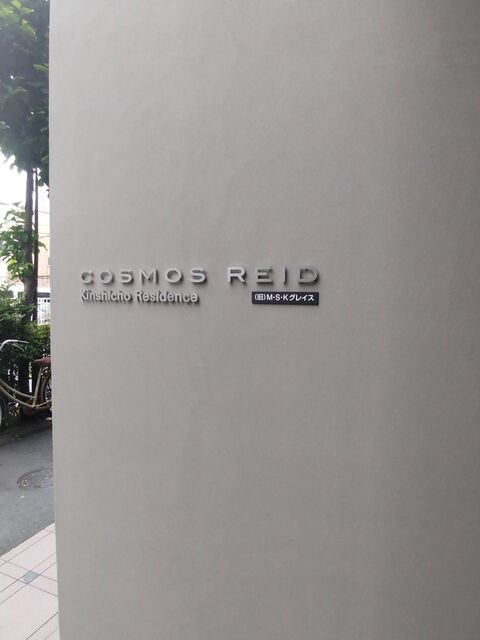 COSMOS REID
Kinshicho Residence
(旧)M・S・Kグレイス